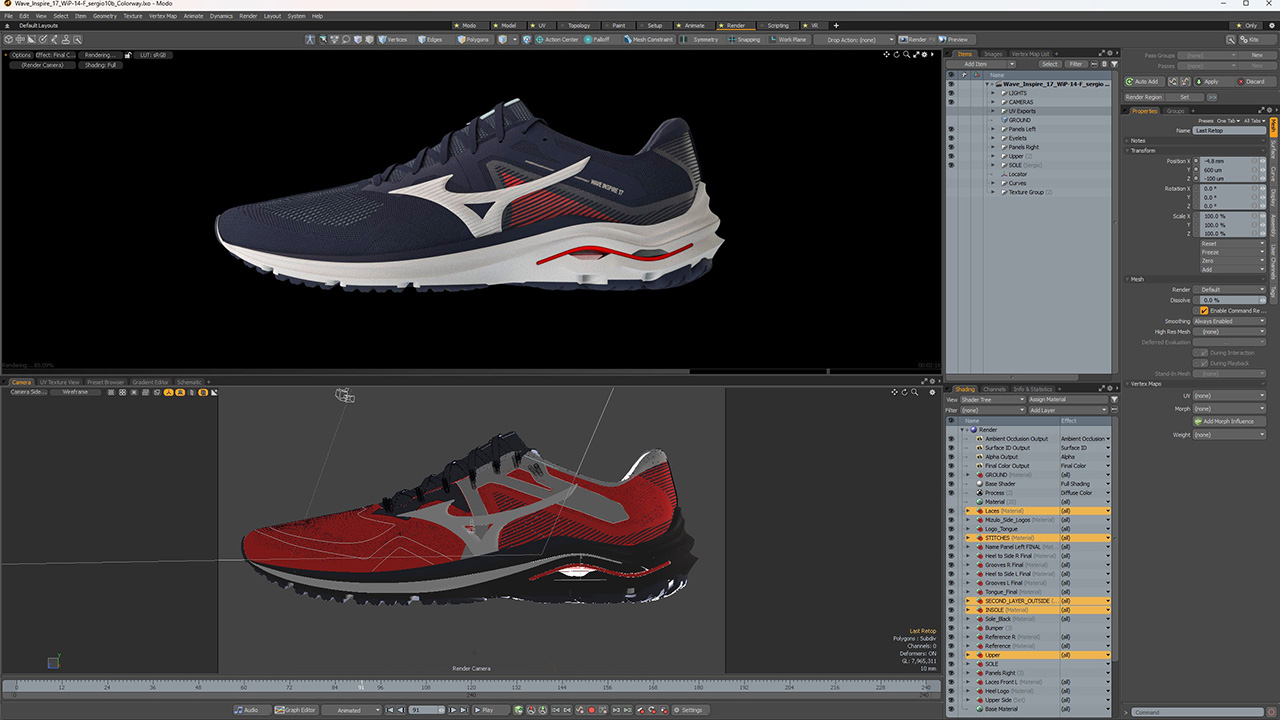 Wave_Inspire_17_WiP-14-F_sergio10b_Colorway.lxo - Modo
File Edit View Select Item Geometry Texture Vertex Map Animate Dynamics Render Layout System Help
Default Layouts
Modo Model UV Topology Paint Setup Animate Render Scripting VR + Only
Vertices Edges Polygons Action Center Falloff Mesh Constraint Symmetry Snapping Work Plane Drop Action: (none) Render Preview Kits
Options Effect: Final C... Rendering... LUT: sRGB
(Render Camera) Shading: Full
WAVE INSPIRE 17
Items Images Vertex Map List +
Add Item Select Filter
Name
Wave_Inspire_17_WiP-14-F_sergio ...
LIGHTS
CAMERAS
UV Exports
GROUND
Panels Left
Eyelets
Panels Right
Upper (2)
SOLE (Sergio)
Locator
Curves
Texture Group (2)
Pass Groups (none) New
Passes (none) New
Auto Add Apply Discard
Render Region Set >>
Properties Groups +
Presets One Tab All Tabs
Name Last Retop
Notes
Transform
Position X -4.8 mm
Y 600 um
Z -100 um
Rotation X 0.0 °
Y 0.0 °
Z 0.0 °
Scale X 100.0 %
Y 100.0 %
Z 100.0 %
Reset
Freeze
Zero
Add
Mesh
Render Default
Dissolve 0.0 %
Enable Command Re ...
Smoothing Always Enabled
High Res Mesh (none)
Deferred Evaluation
During Interaction
During Playback
Stand-In Mesh (none)
Vertex Maps
UV (none)
Morph (none)
Add Morph Influence
Weight (none)
Camera UV Texture View Preset Browser Gradient Editor Schematic +
Camera Side... Wireframe
Last Retop
Polygons : Subdiv
Channels: 0
Deformers: ON
GL: 7,965,311
10 mm
Render Camera
Shading Channels Info & Statistics +
View Shader Tree Assign Material
Filter (none) Add Layer
Name Effect
Render
Ambient Occlusion Output Ambient Occlusion
Surface ID Output Surface ID
Alpha Output Alpha
Final Color Output Final Color
GROUND (Material) (all)
Base Shader Full Shading
Process (2) Diffuse Color
Material (20) (all)
Laces (Material) (all)
Mizulo_Side_Logos (Material) (all)
Logo_Tongue (all)
STITCHES (Material) (all)
Name Panel Left FINAL (Mat... (all)
Heel to Side R Final (Material) (all)
Grooves R Final (Material) (all)
Heel to Side L Final (Material) (all)
Grooves L Final (Material) (all)
Tongue_Final (Material) (all)
SECOND_LAYER_OUTSIDE (... (all)
INSOLE (Material) (all)
Sole_Black (Material) (all)
Bumper (3) (all)
Reference R (Material) (all)
Reference (Material) (all)
Upper (all)
SOLE (all)
Panels Right (2) (all)
Laces Front L (Material) (all)
Heel Logo (Material) (all)
Upper Side (Set) (all)
Base Material (all)
0 12 24 36 48 60 72 84 91 96 108 120 132 144 156 168 180 192 204 216 228 240
Audio Graph Editor Animated 91 Play Settings
Command